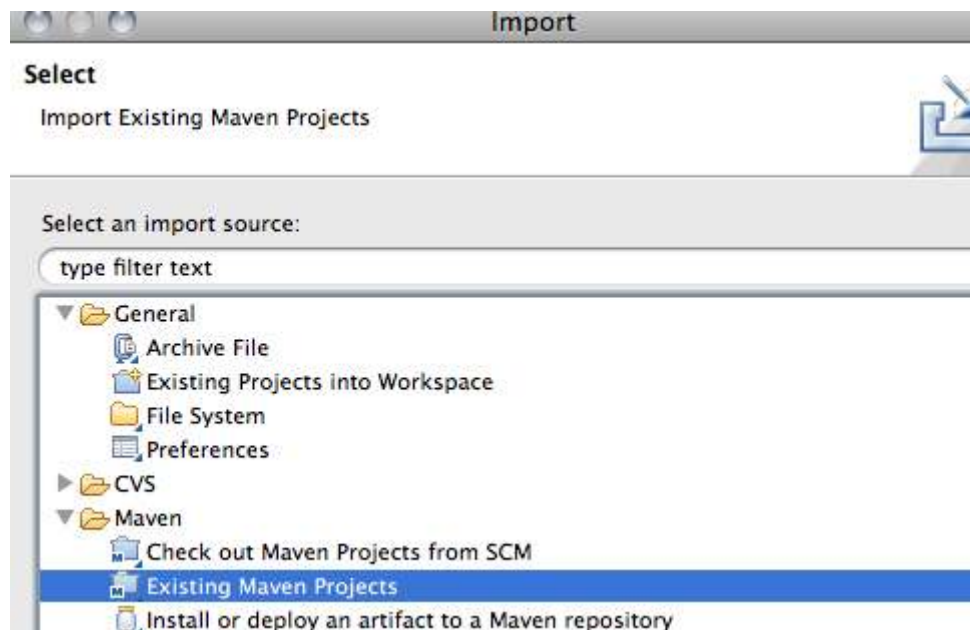 Import
Select
Import Existing Maven Projects
Select an import source:
type filter text
General
Archive File
Existing Projects into Workspace
File System
Preferences
CVS
Maven
Check out Maven Projects from SCM
Existing Maven Projects
Install or deploy an artifact to a Maven repository